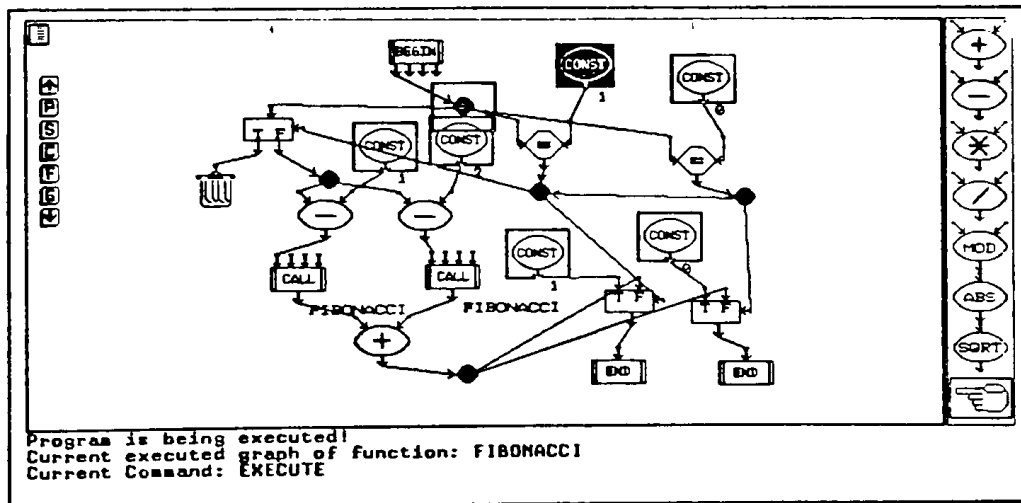 BEGIN
CONST
1
CONST
0
P
S
C
F
G
T F
CONST
1
CONST
2
CONST
1
CONST
0
CALL
CALL
FIBONACCI
FIBONACCI
T F
T F
END
END
+
−
+
−
*
/
MOD
ABS
SQRT
Program is being executed!
Current executed graph of function: FIBONACCI
Current Command: EXECUTE